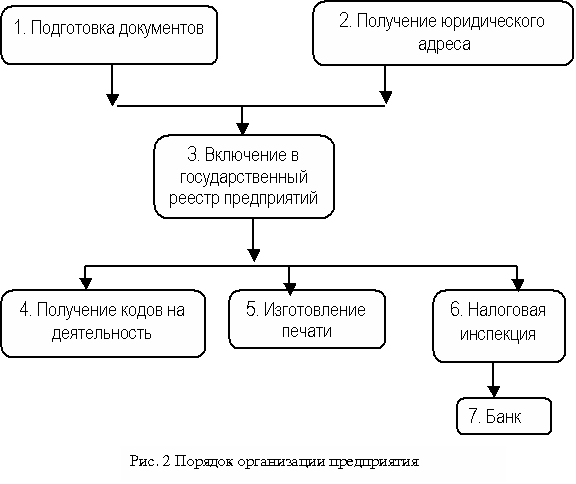 1. Подготовка документов
2. Получение юридического
адреса
3. Включение в
государственный
реестр предприятий
4. Получение кодов на
деятельность
5. Изготовление
печати
6. Налоговая
инспекция
7. Банк
Рис. 2 Порядок организации предприятия